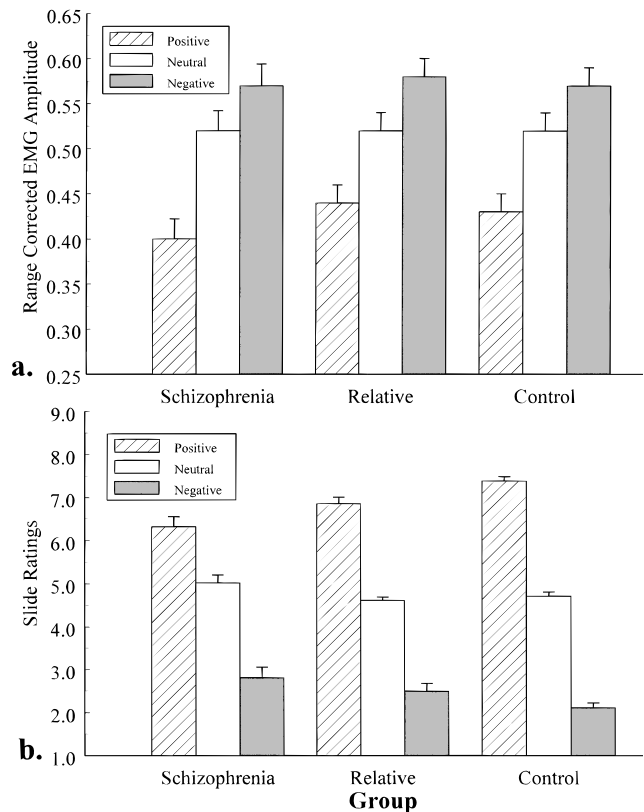 0.65
0.60
0.55
0.50
0.45
0.40
0.35
0.30
0.25
Range Corrected EMG Amplitude
Positive
Neutral
Negative
a.
Schizophrenia Relative Control
9.0
8.0
7.0
6.0
5.0
4.0
3.0
2.0
1.0
Slide Ratings
Positive
Neutral
Negative
b.
Schizophrenia Relative Control
Group